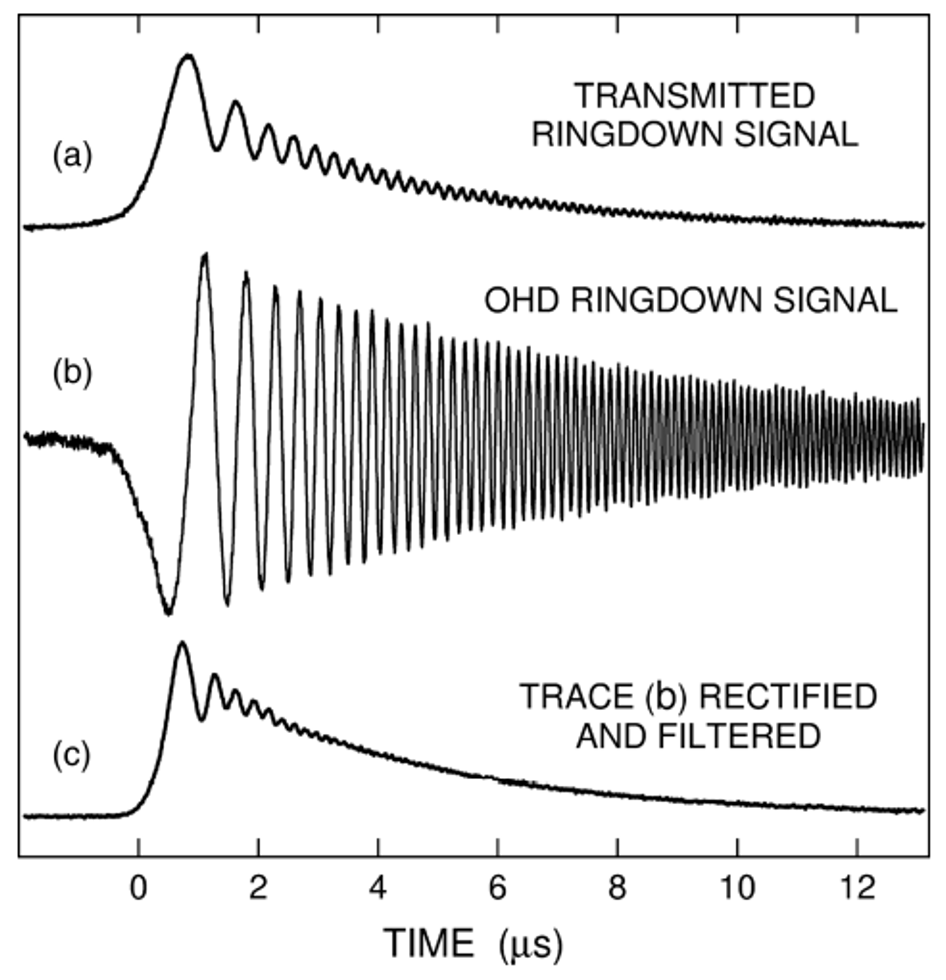 TRANSMITTED
RINGDOWN SIGNAL
(a)
OHD RINGDOWN SIGNAL
(b)
TRACE (b) RECTIFIED
AND FILTERED
(c)
0 2 4 6 8 10 12
TIME (μs)